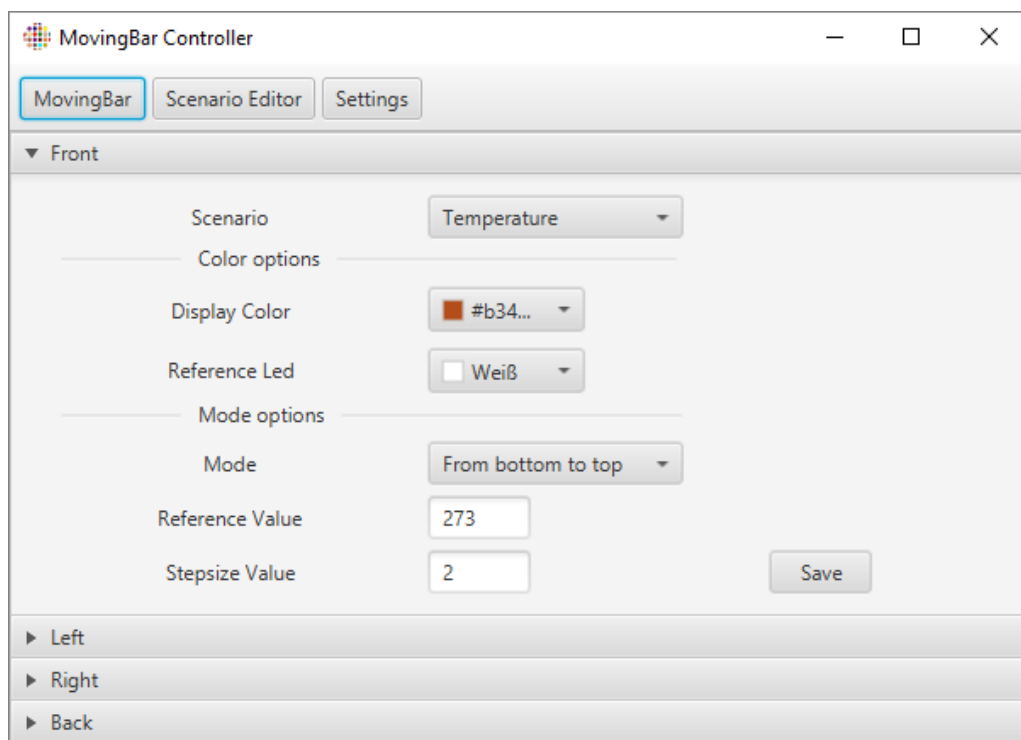 MovingBar Controller
MovingBar Scenario Editor Settings
Front
Scenario Temperature
Color options
Display Color #b34...
Reference Led Weiß
Mode options
Mode From bottom to top
Reference Value 273
Stepsize Value 2 Save
Left
Right
Back